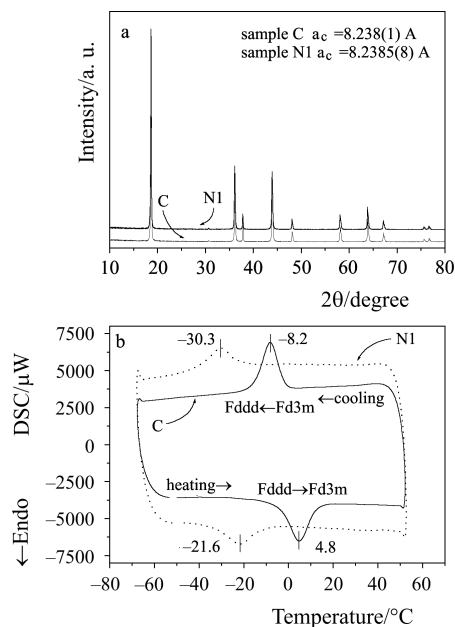 a
sample C a_c =8.238(1) A
sample N1 a_c =8.2385(8) A
Intensity/a. u.
C
N1
10 20 30 40 50 60 70 80
2θ/degree
b
−30.3
−8.2
N1
7500
5000
2500
0
−2500
−5000
−7500
DSC/µW
←Endo
C
Fddd←Fd3m
←cooling
heating→
Fddd→Fd3m
−21.6
4.8
−80 −60 −40 −20 0 20 40 60
Temperature/°C